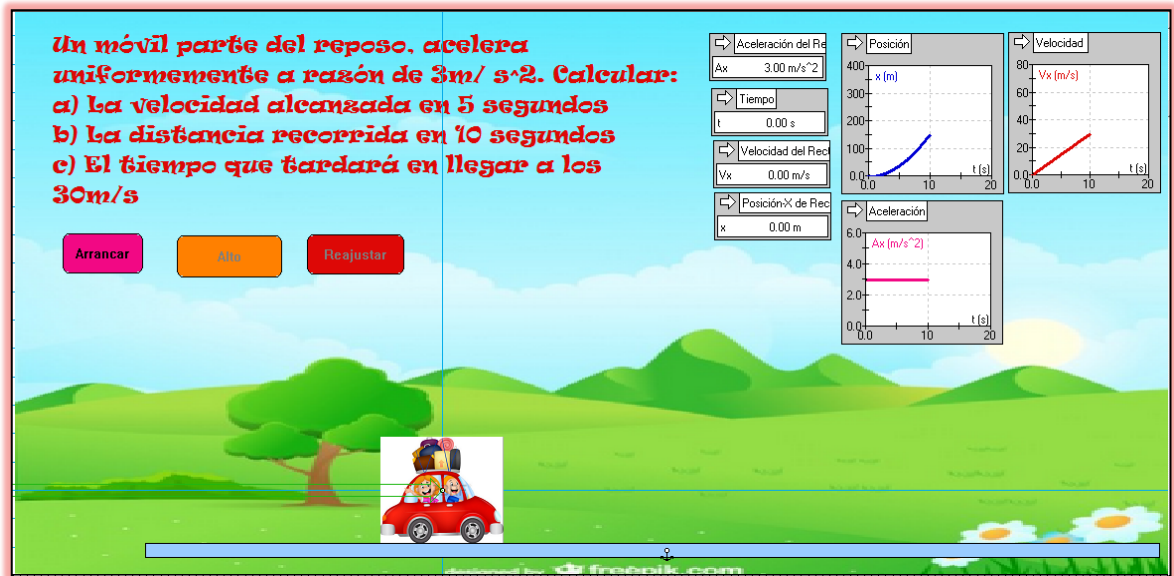 Un móvil parte del reposo, acelera
uniformemente a razón de 3m/ s^2. Calcular:
a) La velocidad alcanzada en 5 segundos
b) La distancia recorrida en 10 segundos
c) El tiempo que tardará en llegar a los
30m/s
Arrancar
Alto
Reajustar
Aceleración del Re
Ax 3.00 m/s^2
Tiempo
t 0.00 s
Velocidad del Rect
Vx 0.00 m/s
Posición-X de Rec
x 0.00 m
Posición
x (m)
400
300
200
100
0.0
0.0 10 20
t (s)
Velocidad
Vx (m/s)
80
60
40
20
0.0
0.0 10 20
t (s)
Aceleración
Ax (m/s^2)
6.0
4.0
2.0
0.0
0.0 10 20
t (s)
designed by freepik.com